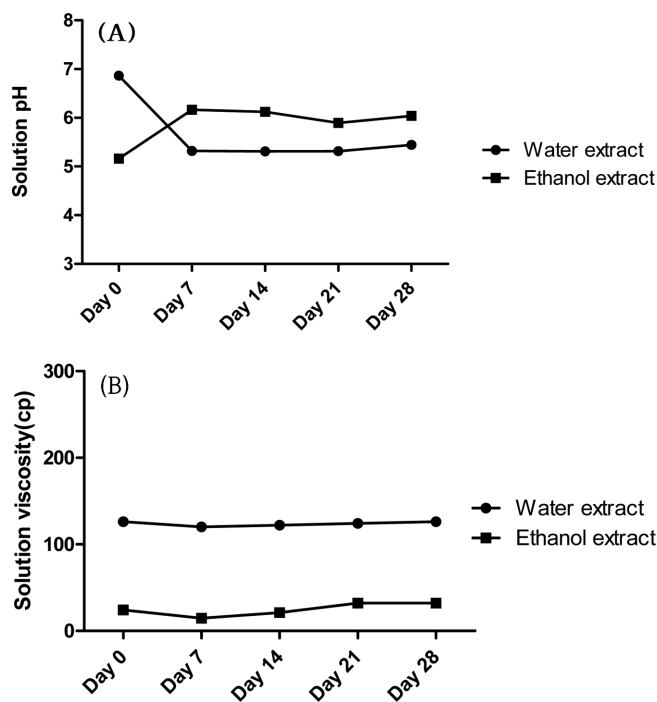 (A)
Solution pH
8
7
6
5
4
3
Day 0
Day 7
Day 14
Day 21
Day 28
Water extract
Ethanol extract
(B)
Solution viscosity(cp)
300
200
100
0
Day 0
Day 7
Day 14
Day 21
Day 28
Water extract
Ethanol extract